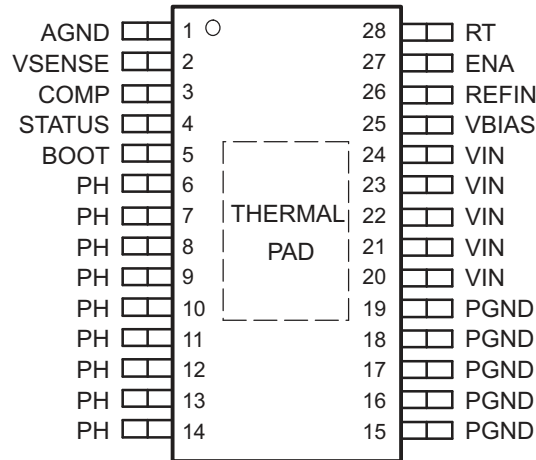 AGND 1 28 RT
VSENSE 2 27 ENA
COMP 3 26 REFIN
STATUS 4 25 VBIAS
BOOT 5 24 VIN
PH 6 23 VIN
PH 7 THERMAL 22 VIN
PH 8 PAD 21 VIN
PH 9 20 VIN
PH 10 19 PGND
PH 11 18 PGND
PH 12 17 PGND
PH 13 16 PGND
PH 14 15 PGND